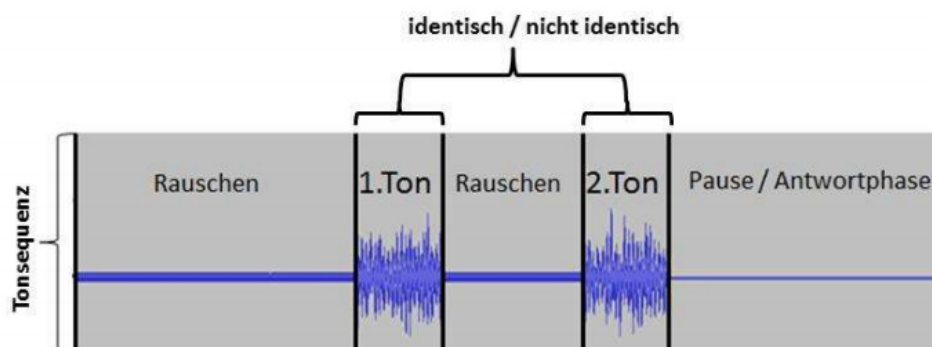 identisch / nicht identisch
Rauschen
1.Ton
Rauschen
2.Ton
Pause / Antwortphase
Tonsequenz